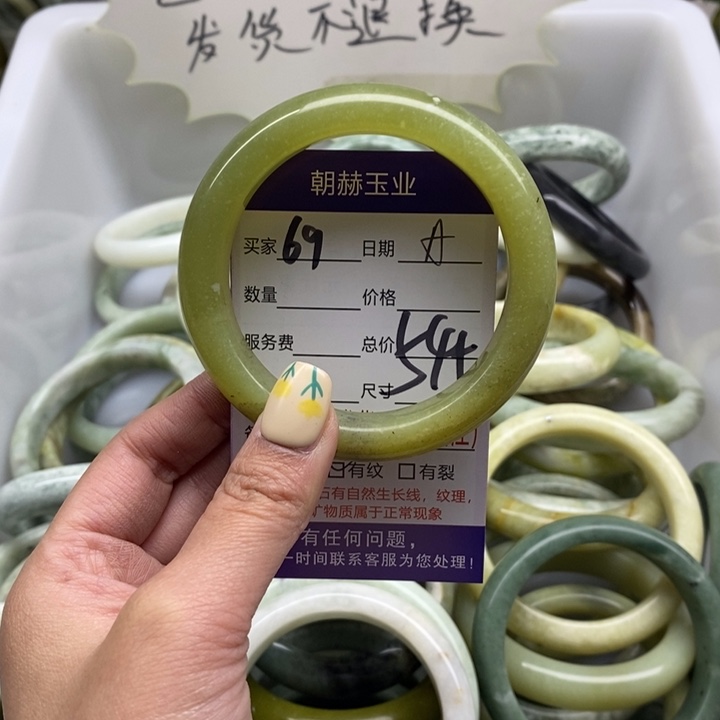 发货不退换
朝赫玉业
买家 69 日期 A
数量 价格
服务费 总价 544
尺寸
有纹 有裂
石有自然生长线，纹理，
矿物质属于正常现象
有任何问题，
一时间联系客服为您处理！